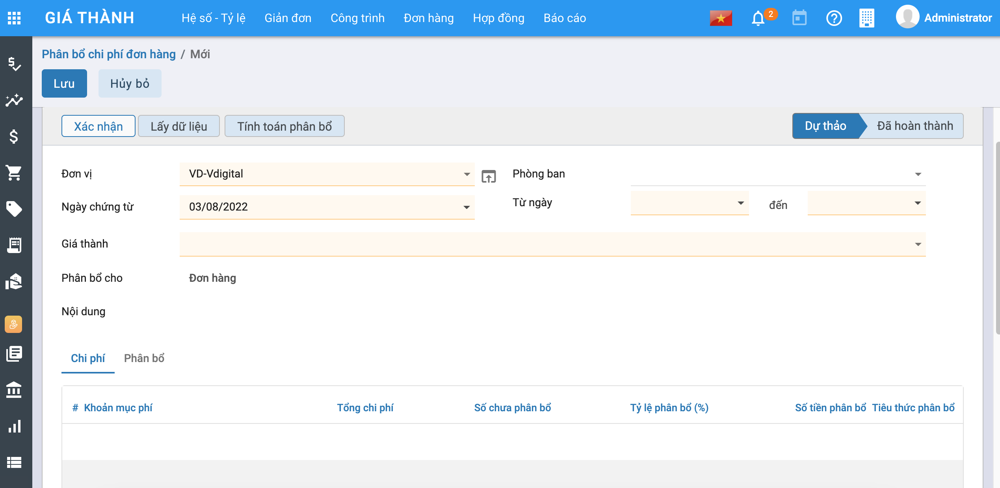 GIÁ THÀNH Hệ số - Tỷ lệ Giản đơn Công trình Đơn hàng Hợp đồng Báo cáo 2 Administrator
Phân bổ chi phí đơn hàng / Mới
Lưu Hủy bỏ
Xác nhận Lấy dữ liệu Tính toán phân bổ Dự thảo Đã hoàn thành
Đơn vị VD-Vdigital Phòng ban
Ngày chứng từ 03/08/2022 Từ ngày đến
Giá thành
Phân bổ cho Đơn hàng
Nội dung
Chi phí Phân bổ
# Khoản mục phí Tổng chi phí Số chưa phân bổ Tỷ lệ phân bổ (%) Số tiền phân bổ Tiêu thức phân bổ